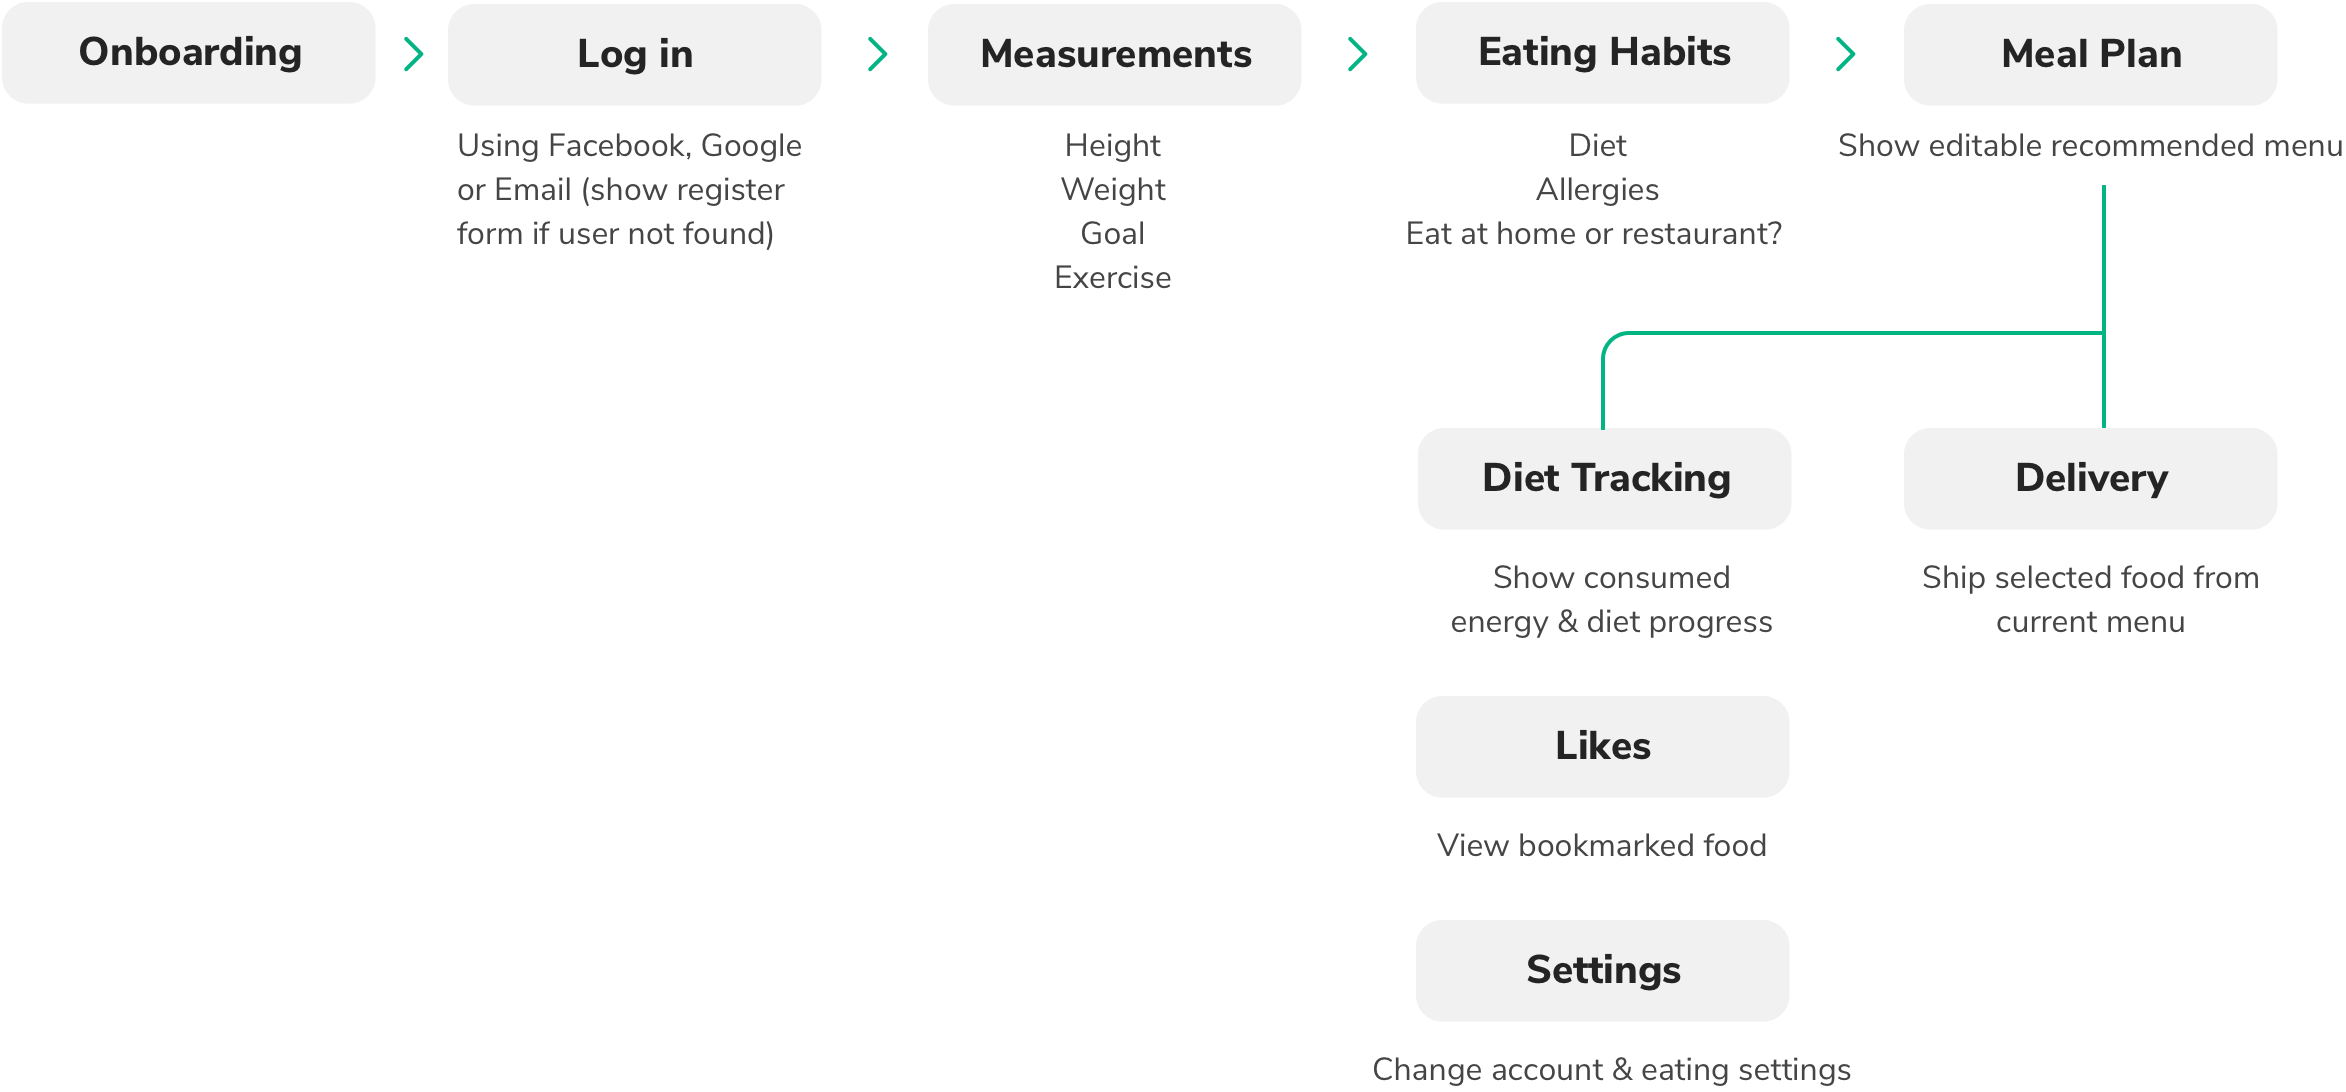 Onboarding
Log in
Using Facebook, Google
or Email (show register
form if user not found)
Measurements
Height
Weight
Goal
Exercise
Eating Habits
Diet
Allergies
Eat at home or restaurant?
Meal Plan
Show editable recommended menu
Diet Tracking
Show consumed
energy & diet progress
Delivery
Ship selected food from
current menu
Likes
View bookmarked food
Settings
Change account & eating settings